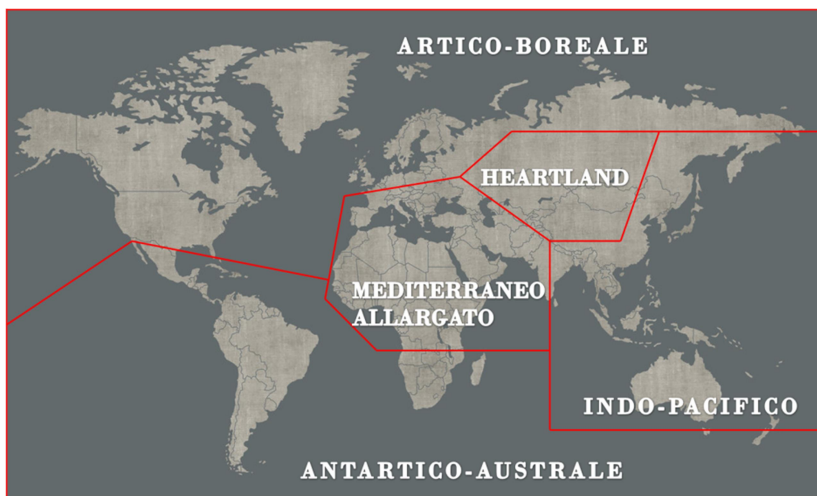 ARTICO-BOREALE
HEARTLAND
MEDITERRANEO
ALLARGATO
INDO-PACIFICO
ANTARTICO-AUSTRALE